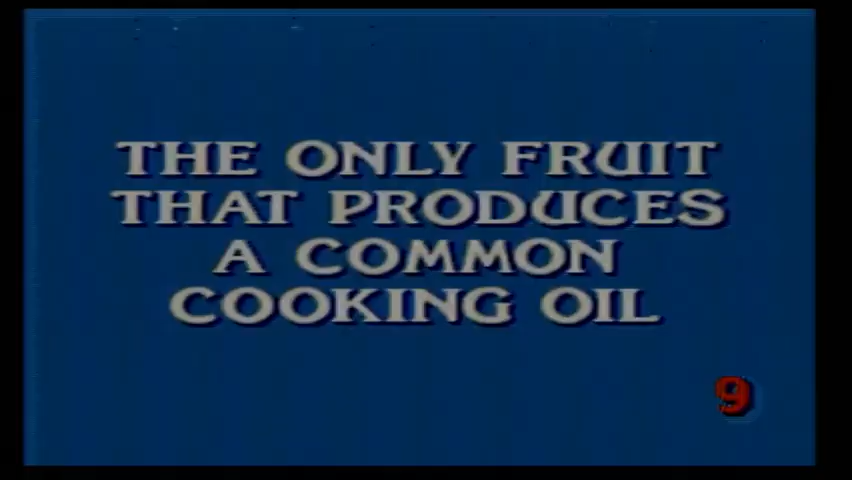 THE ONLY FRUIT
THAT PRODUCES
A COMMON
COOKING OIL
9